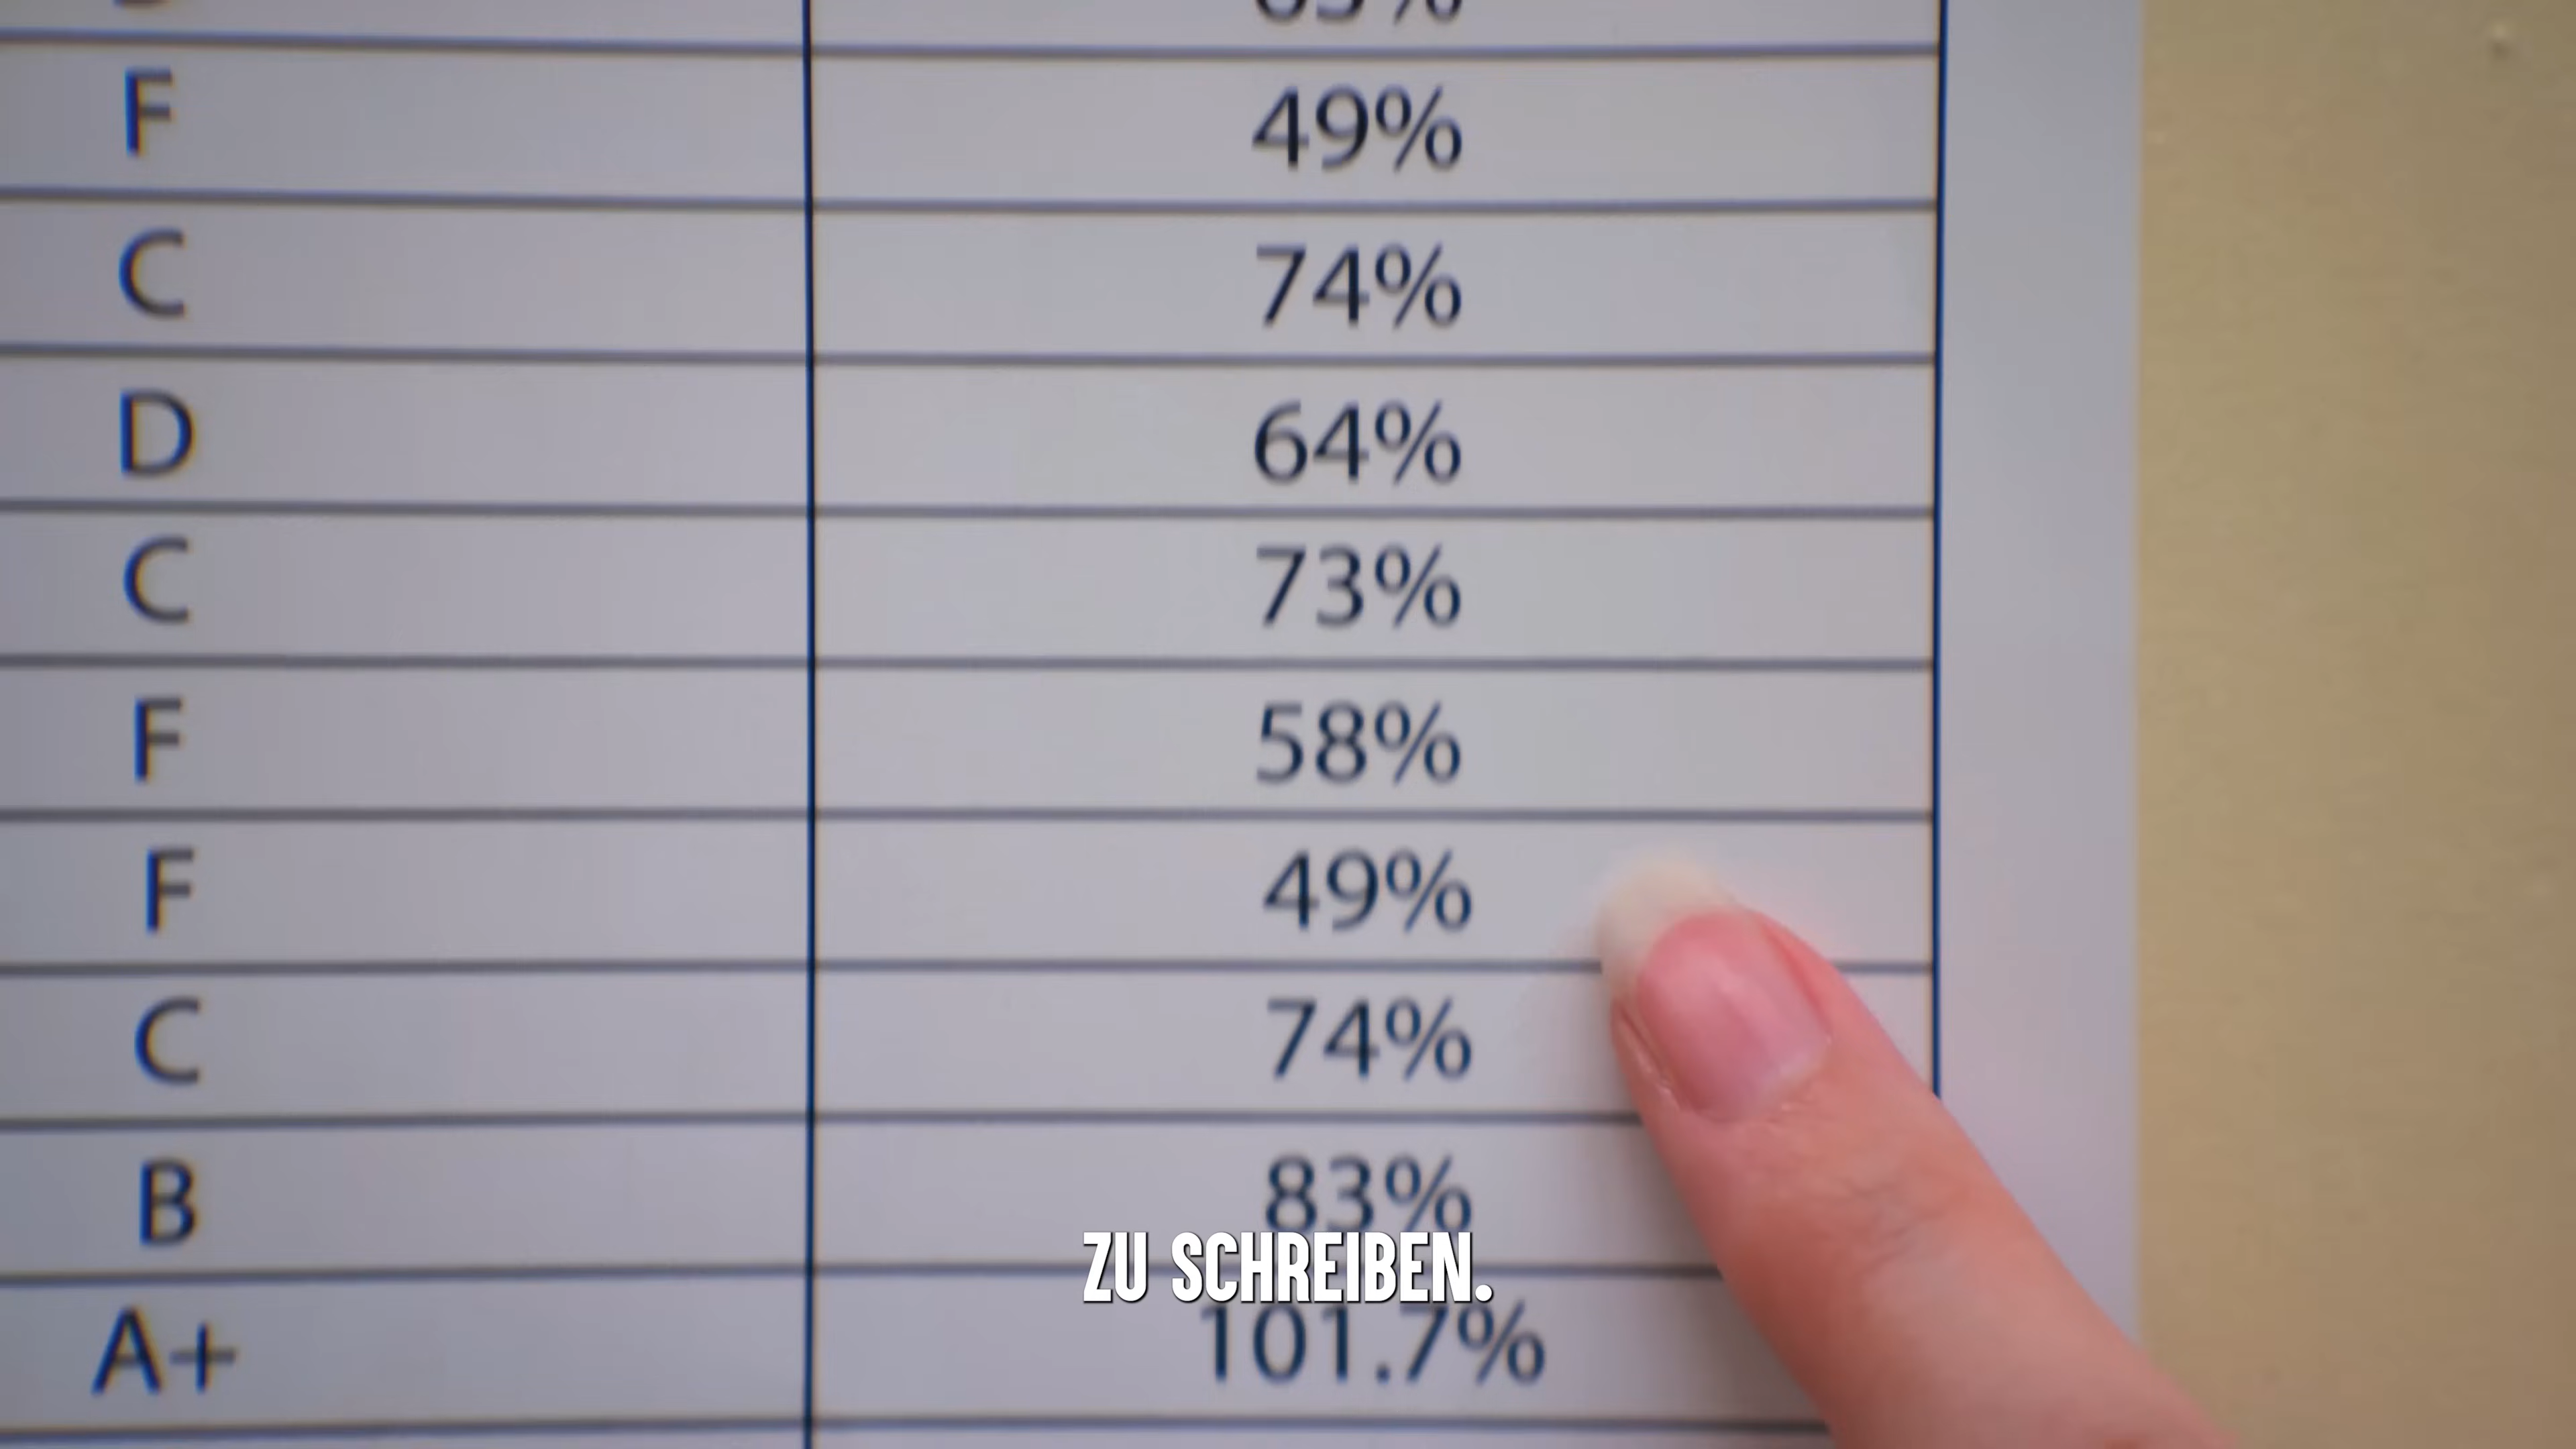 F 49%
C 74%
D 64%
C 73%
F 58%
F 49%
C 74%
B 83%
ZU SCHREIBEN.
A+ 101.7%